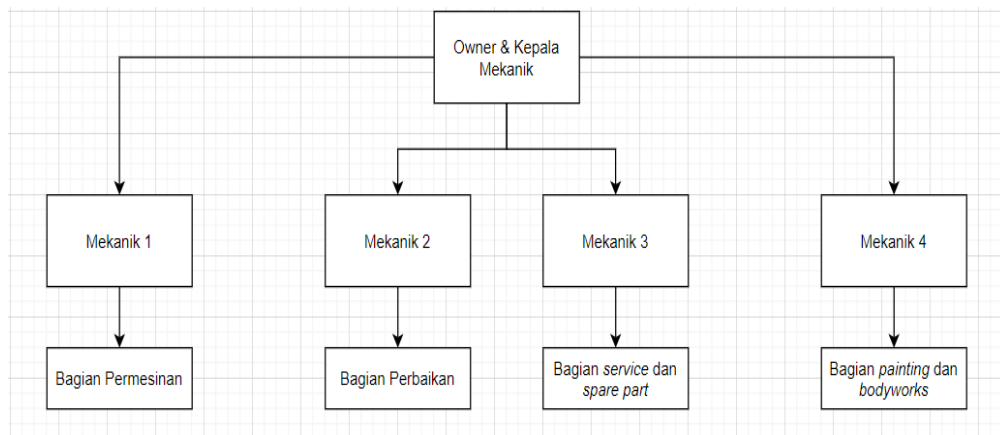 Owner & Kepala
Mekanik
Mekanik 1
Mekanik 2
Mekanik 3
Mekanik 4
Bagian Permesinan
Bagian Perbaikan
Bagian service dan
spare part
Bagian painting dan
bodyworks